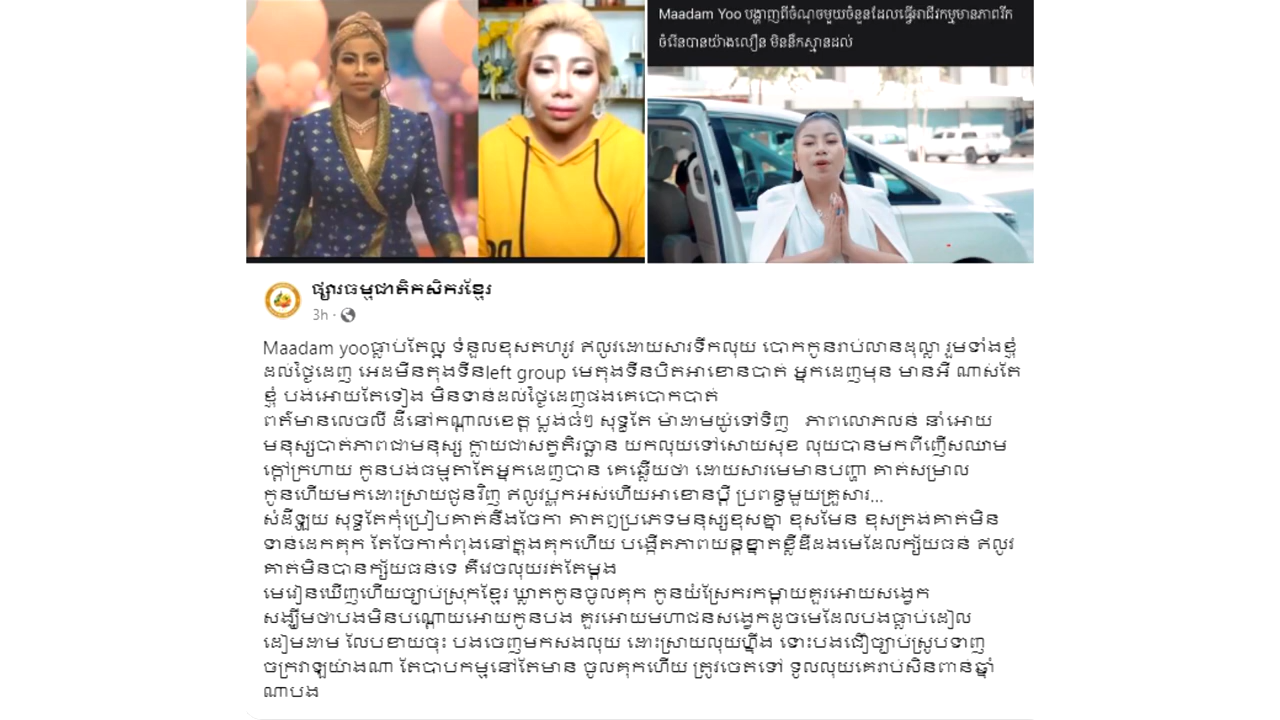 Maadam Yoo បង្ហាញពីចំណុចមួយចំនួនដែលធ្វើអាជីវកម្មមានភាពរីក
ចំរើនបានយ៉ាងលឿន មិននឹកស្មានដល់
ផ្សារធម្មជាតិកសិករខ្មែរ
3h ·
Maadam yooធ្លាប់តែល្អ ទំនួលខុសតហរូវ ឥលូវដោយសារទឹកលុយ បោកកូនរាប់លានដុល្លា រួមទាំងខ្ញុំ
ដល់ថ្ងៃដេញ អេដមីនតុងទីនleft group មេតុងទីនបិតអាខោនបាត់ អ្នកដេញមុន មានអី ណាស់តែ
ខ្ញុំ បង់អោយតែទៀង មិនទាន់ដល់ថ្ងៃដេញផងគេបោកបាត់
ពត៏មានលេចលឺ ដីនៅកណ្តាលខេត្ត ប្លង់ធំៗ សុទ្ធតែ ម៉ាដាមយ៉ូទៅទិញ ភាពលោភលន់ នាំអោយ
មនុស្សបាត់ភាពជាមនុស្ស ក្លាយជាសត្វតិរច្ឆាន យកលុយទៅសោយសុខ លុយបានមកពីញើសឈាម
ក្តៅក្រហាយ កូនបង់ធម្មតាតែអ្នកដេញបាន គេឆ្លើយថា ដោយសារមេមានបញ្ហា គាត់សម្រាល
កូនហើយមកដោះស្រាយជូនវិញ ឥលូវប្លុកអស់ហើយអាខោនប្តី ប្រពន្ធមួយគ្រួសារ...
សំដីឡូយ សុទ្ធតែកុំប្រៀបគាត់នឹងចែកា គាតឭប្រភេទមនុស្សខុសគ្នា ខុសមែន ខុសត្រង់គាត់មិន
ទាន់ដេកគុក តែចែកាកំពុងនៅក្នុងគុកហើយ បង្កើតភាពយន្តខ្នាតខ្លីឌឺដងមេដែលក្ស័យធន់ ឥលូវ
គាតមិនបានក្ស័យធន់ទេ គឺវេចលុយរត់តែម្តង
មេរៀនឃើញហើយច្បាប់ស្រុកខ្មែរ ឃ្លាតកូនចូលគុក កូនយំស្រែករកម្តាយគួរអោយសង្វេក
សង្ឃឹមថាបងមិនបណ្តោយអោយកូនបង គួរអោយមហាជនសង្វេកដូចមេដែលបងធ្លាប់ដៀល
ដៀមដាម លែបខាយចុះ បងចេញមកសងលុយ ដោះស្រាយលុយហ្នឹង ទោះបងជឿច្បាប់ស្រូបទាញ
ចក្រវាឡយ៉ាងណា តែបាបកម្មនៅតែមាន ចូលគុកហើយ ត្រូវចេតទៅ ទូលលុយគេរាប់សិនពាន់ឆ្នាំ
ណាបង